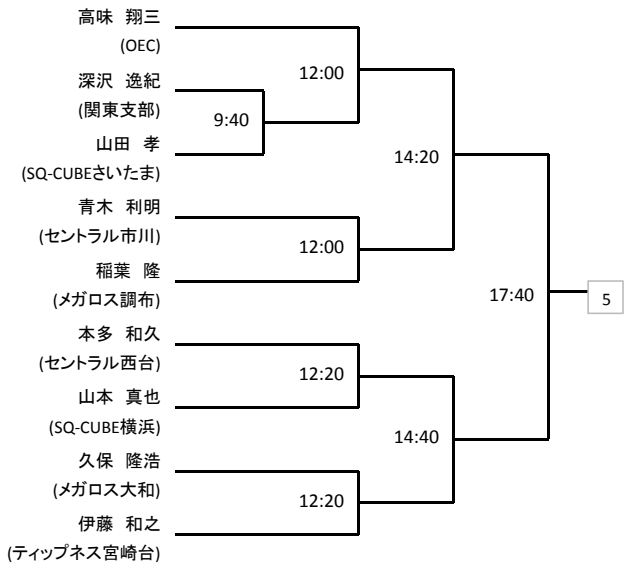 高味　翔三
(OEC)
12:00
深沢　逸紀
(関東支部)
9:40
山田　孝
14:20
(SQ-CUBEさいたま)
青木　利明
(セントラル市川)
12:00
稲葉　隆
17:40
5
(メガロス調布)
本多　和久
(セントラル西台)
12:20
山本　真也
(SQ-CUBE横浜)
14:40
久保　隆浩
(メガロス大和)
12:20
伊藤　和之
(ティップネス宮崎台)